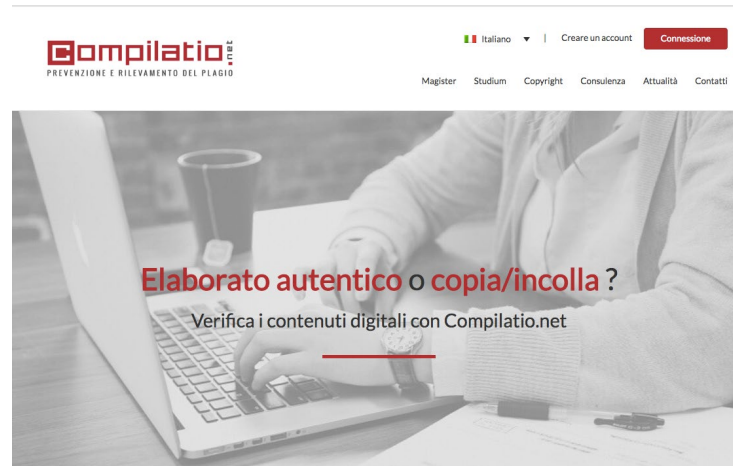 Compilatio.net
PREVENZIONE E RILEVAMENTO DEL PLAGIO
Italiano
Creare un account
Connessione
Magister Studium Copyright Consulenza Attualità Contatti
Elaborato autentico o copia/incolla ?
Verifica i contenuti digitali con Compilatio.net